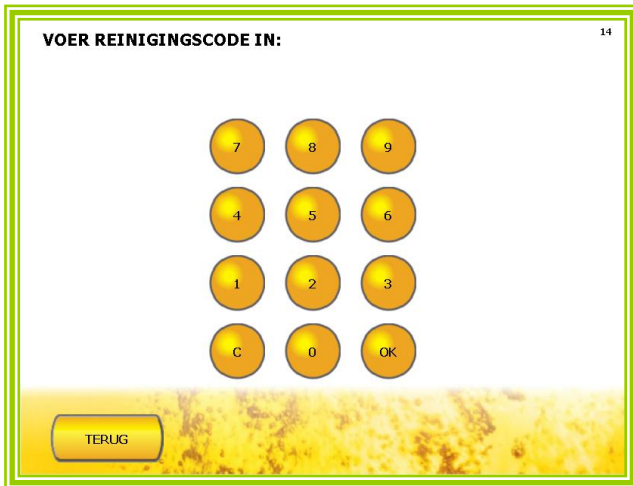 VOER REINIGINGSCODE IN:
14
7 8 9
4 5 6
1 2 3
C 0 OK
TERUG